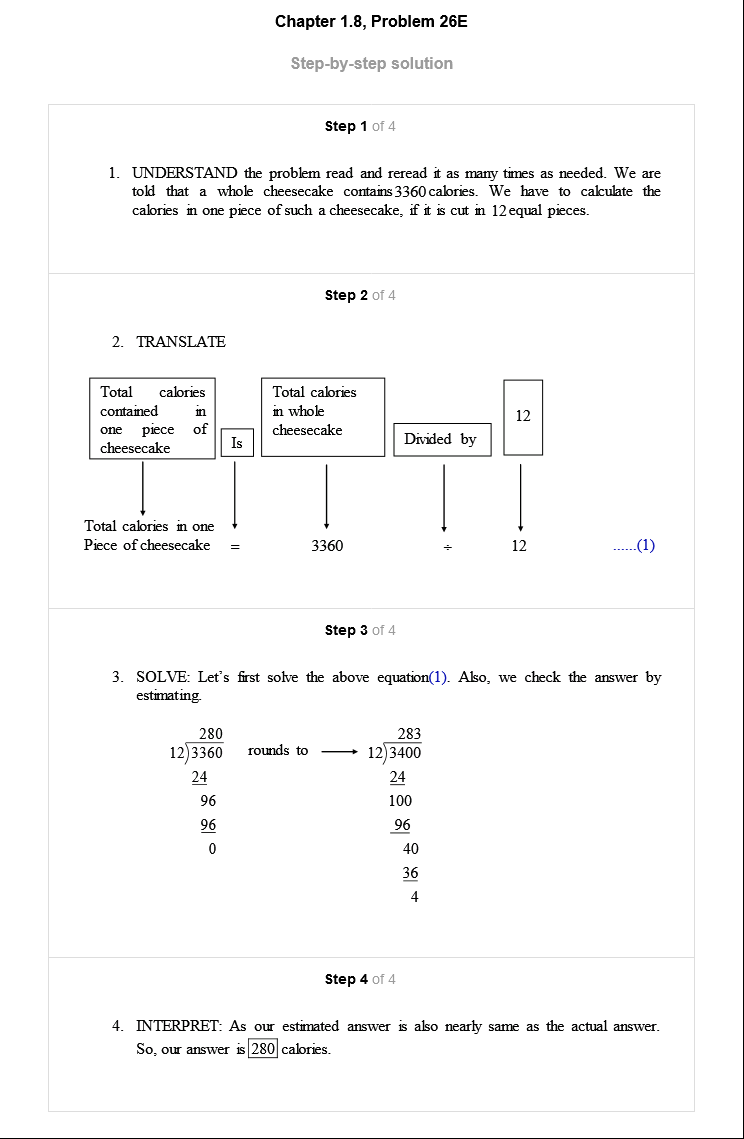 Chapter 1.8, Problem 26E
Step-by-step solution
Step 1 of 4
1. UNDERSTAND the problem read and reread it as many times as needed. We are
told that a whole cheesecake contains 3360 calories. We have to calculate the
calories in one piece of such a cheesecake, if it is cut in 12 equal pieces.
Step 2 of 4
2. TRANSLATE
Total calories
contained in
one piece of
cheesecake
Is
Total calories
in whole
cheesecake
Divided by
12
Total calories in one
Piece of cheesecake = 3360 ÷ 12 ......(1)
Step 3 of 4
3. SOLVE: Let's first solve the above equation(1). Also, we check the answer by
estimating.
280 283
12)3360 rounds to ⟶ 12)3400
24 24
96 100
96 96
0 40
36
4
Step 4 of 4
4. INTERPRET: As our estimated answer is also nearly same as the actual answer.
So, our answer is 280 calories.